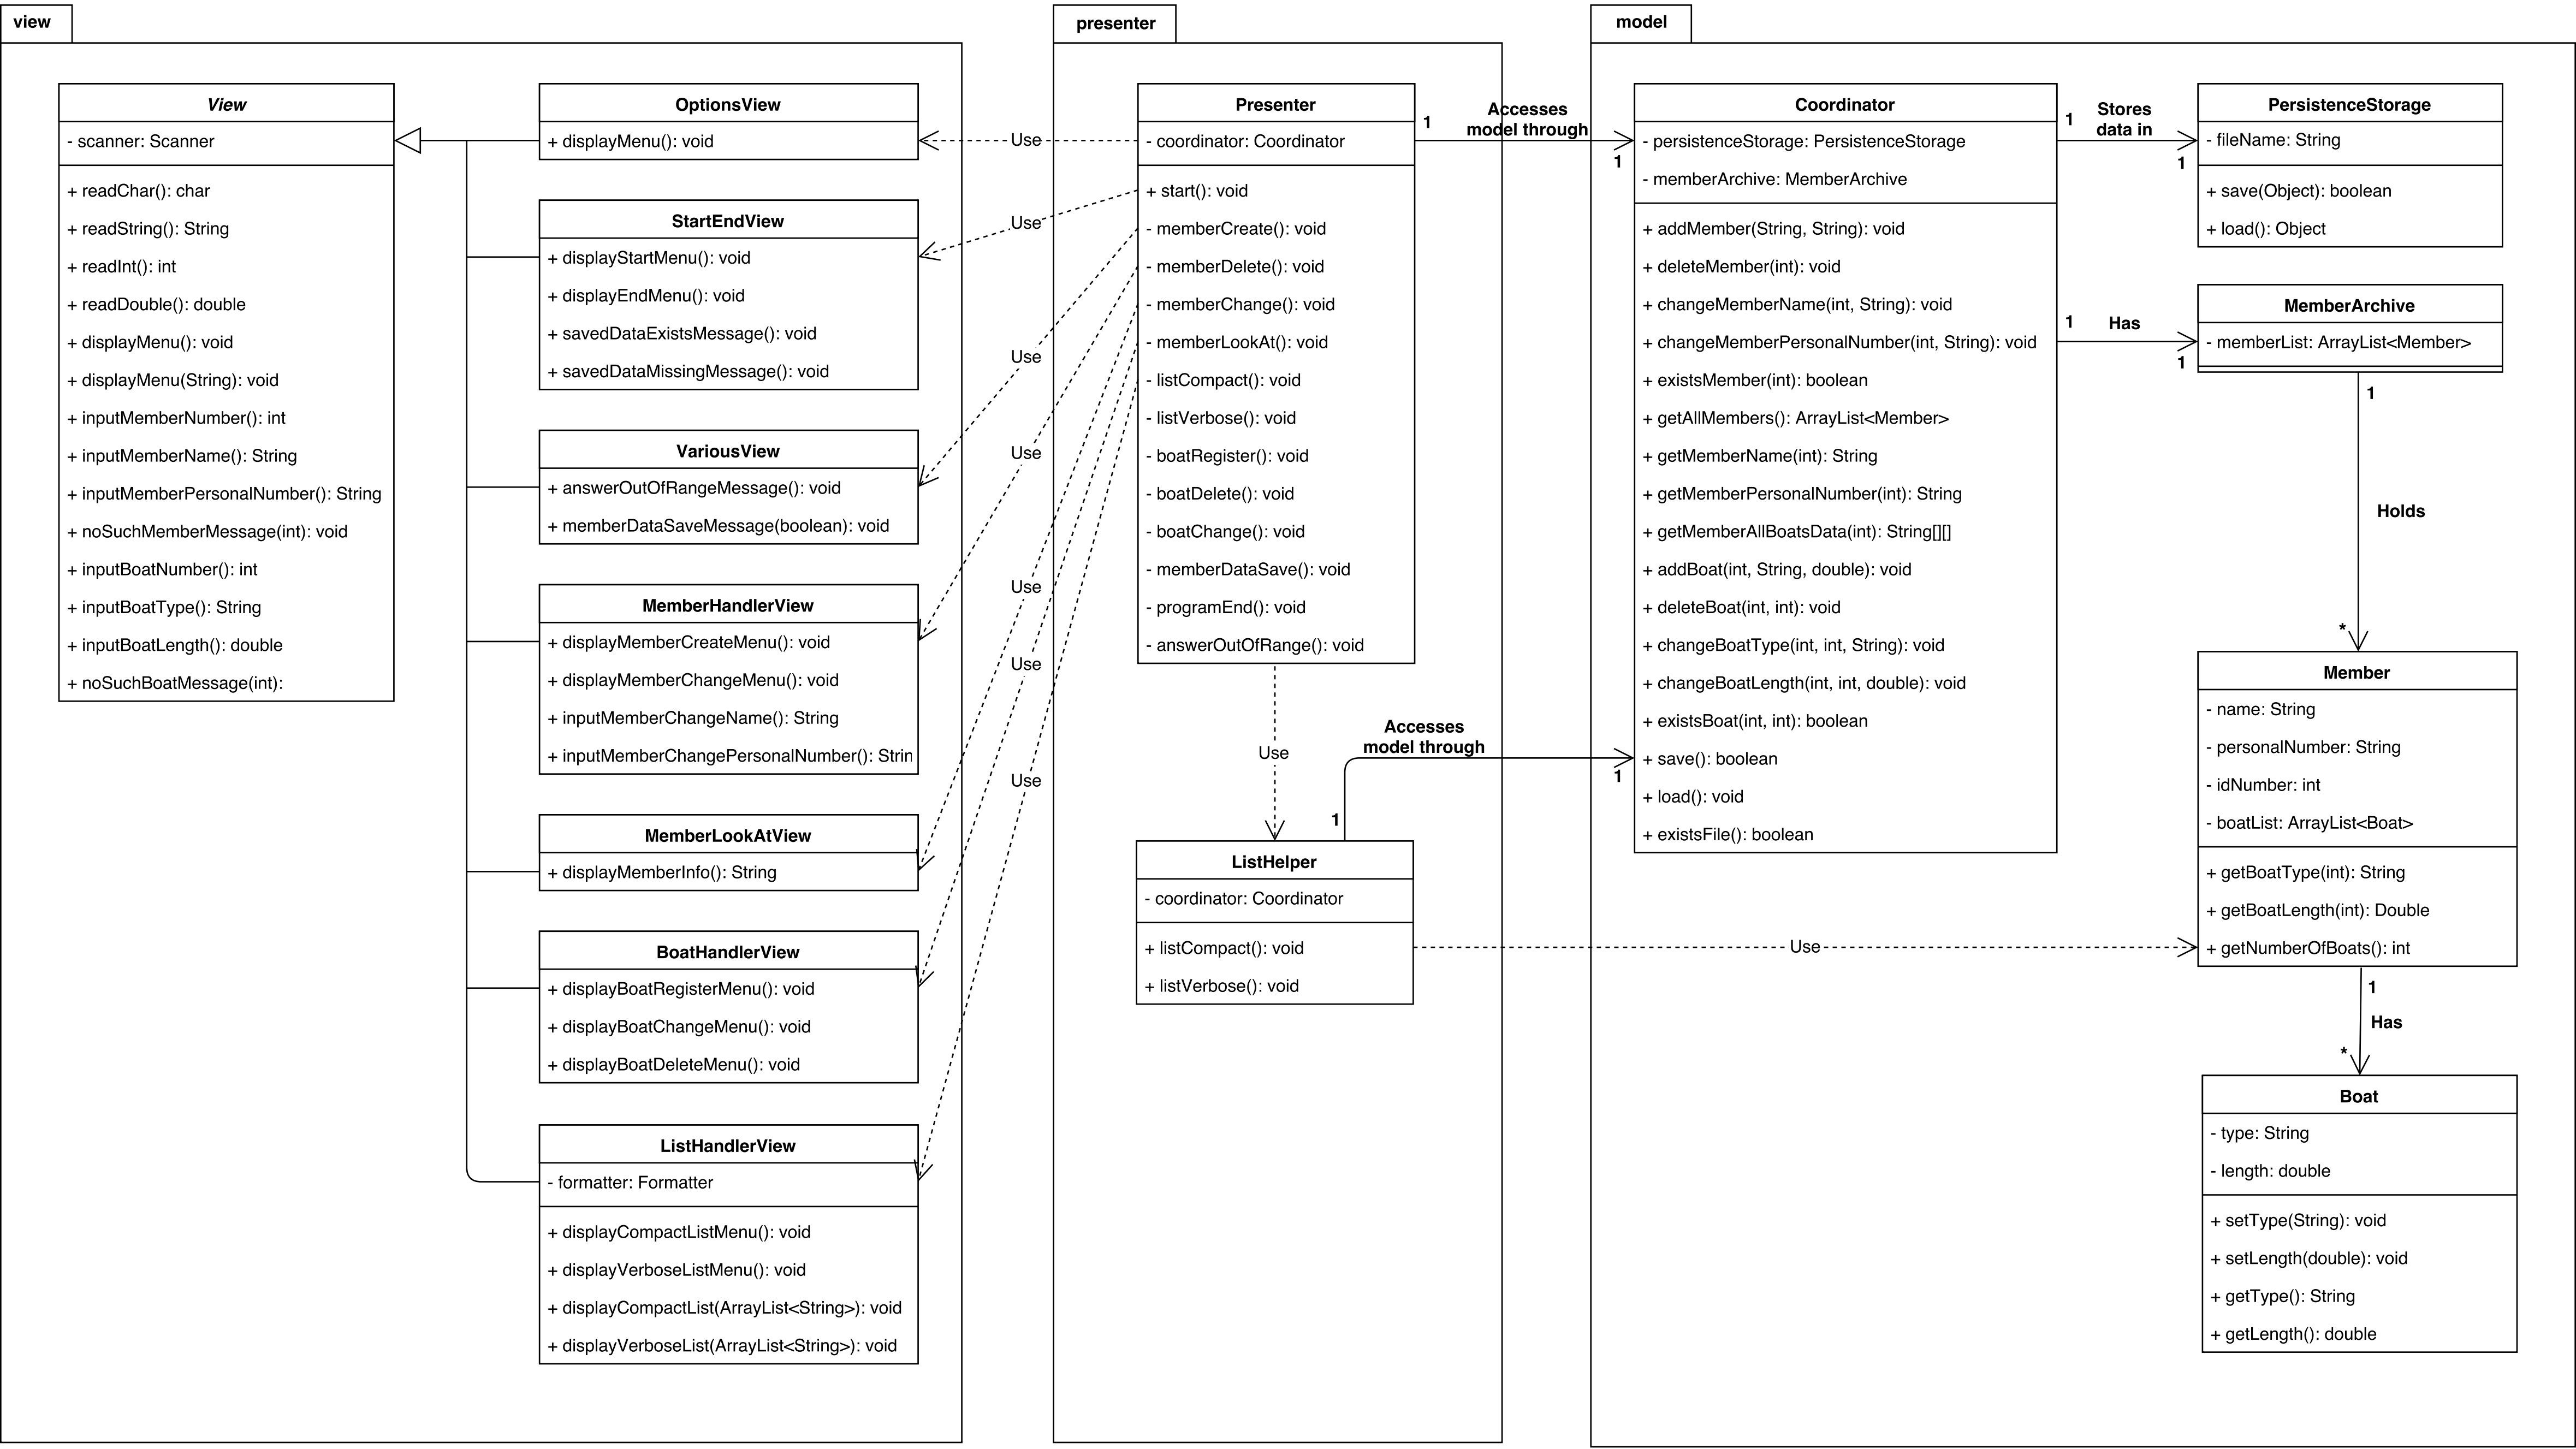 view
View
- scanner: Scanner
+ readChar(): char
+ readString(): String
+ readInt(): int
+ readDouble(): double
+ displayMenu(): void
+ displayMenu(String): void
+ inputMemberNumber(): int
+ inputMemberName(): String
+ inputMemberPersonalNumber(): String
+ noSuchMemberMessage(int): void
+ inputBoatNumber(): int
+ inputBoatType(): String
+ inputBoatLength(): double
+ noSuchBoatMessage(int):
OptionsView
+ displayMenu(): void
StartEndView
+ displayStartMenu(): void
+ displayEndMenu(): void
+ savedDataExistsMessage(): void
+ savedDataMissingMessage(): void
VariousView
+ answerOutOfRangeMessage(): void
+ memberDataSaveMessage(boolean): void
MemberHandlerView
+ displayMemberCreateMenu(): void
+ displayMemberChangeMenu(): void
+ inputMemberChangeName(): String
+ inputMemberChangePersonalNumber(): Strin
MemberLookAtView
+ displayMemberInfo(): String
BoatHandlerView
+ displayBoatRegisterMenu(): void
+ displayBoatChangeMenu(): void
+ displayBoatDeleteMenu(): void
ListHandlerView
- formatter: Formatter
+ displayCompactListMenu(): void
+ displayVerboseListMenu(): void
+ displayCompactList(ArrayList<String>): void
+ displayVerboseList(ArrayList<String>): void
Use
Use
Use
Use
Use
Use
Use
presenter
Presenter
- coordinator: Coordinator
+ start(): void
- memberCreate(): void
- memberDelete(): void
- memberChange(): void
- memberLookAt(): void
- listCompact(): void
- listVerbose(): void
- boatRegister(): void
- boatDelete(): void
- boatChange(): void
- memberDataSave(): void
- programEnd(): void
- answerOutOfRange(): void
Use
ListHelper
- coordinator: Coordinator
+ listCompact(): void
+ listVerbose(): void
1
Accesses
model through
1
1
Accesses
model through
1
Use
model
Coordinator
- persistenceStorage: PersistenceStorage
- memberArchive: MemberArchive
+ addMember(String, String): void
+ deleteMember(int): void
+ changeMemberName(int, String): void
+ changeMemberPersonalNumber(int, String): void
+ existsMember(int): boolean
+ getAllMembers(): ArrayList<Member>
+ getMemberName(int): String
+ getMemberPersonalNumber(int): String
+ getMemberAllBoatsData(int): String[][]
+ addBoat(int, String, double): void
+ deleteBoat(int, int): void
+ changeBoatType(int, int, String): void
+ changeBoatLength(int, int, double): void
+ existsBoat(int, int): boolean
+ save(): boolean
+ load(): void
+ existsFile(): boolean
1
Stores
data in
1
PersistenceStorage
- fileName: String
+ save(Object): boolean
+ load(): Object
1
Has
1
MemberArchive
- memberList: ArrayList<Member>
1
Holds
*
Member
- name: String
- personalNumber: String
- idNumber: int
- boatList: ArrayList<Boat>
+ getBoatType(int): String
+ getBoatLength(int): Double
+ getNumberOfBoats(): int
1
Has
*
Boat
- type: String
- length: double
+ setType(String): void
+ setLength(double): void
+ getType(): String
+ getLength(): double